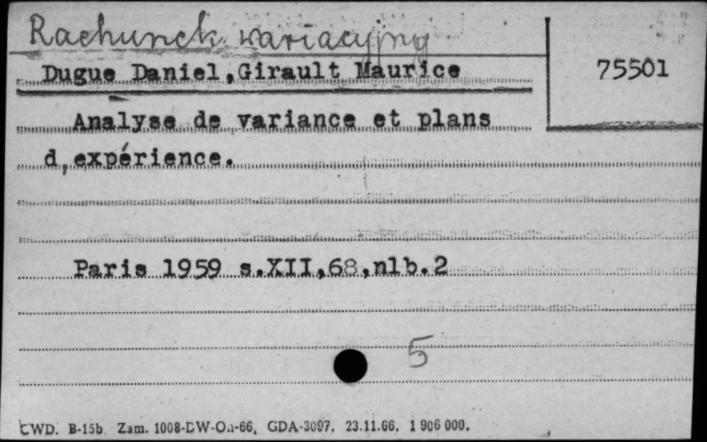 Rachunek wariacyjny
75501
Dugue Daniel,Girault Maurice
Analyse de variance et plans
d,expérience.
Paris 1959 s.XII,68,nlb.2
5
CWD. B-15b Zam. 1008-DW-On-66, GDA-3097, 23.11.66. 1 906 000.